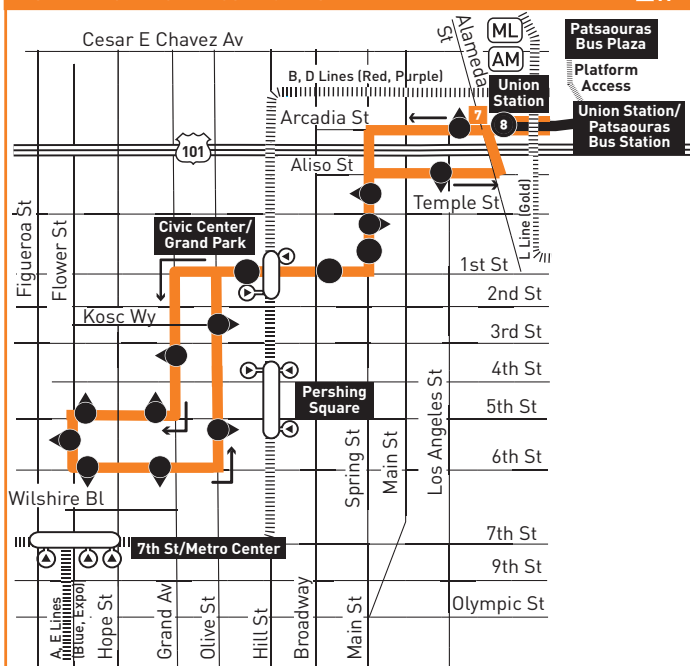 Cesar E Chavez Av
Alameda
St
ML
AM
Patsaouras
Bus Plaza
Platform
Access
B, D Lines (Red, Purple)
Union
Station
Union Station/
Patsaouras
Bus Station
Arcadia St
7
8
101
Aliso St
Temple St
L Line (Gold)
Figueroa St
Flower St
Civic Center/
Grand Park
1st St
2nd St
Kosc Wy
3rd St
4th St
Pershing
Square
5th St
Spring St
Main St
Los Angeles St
6th St
Wilshire Bl
7th St/Metro Center
7th St
9th St
A, E Lines
(Blue, Expo)
Hope St
Grand Av
Olive St
Hill St
Broadway
Main St
Olympic St